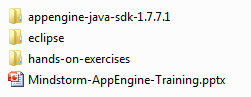 appengine-java-sdk-1.7.7.1
eclipse
hands-on-exercises
Mindstorm-AppEngine-Training.pptx